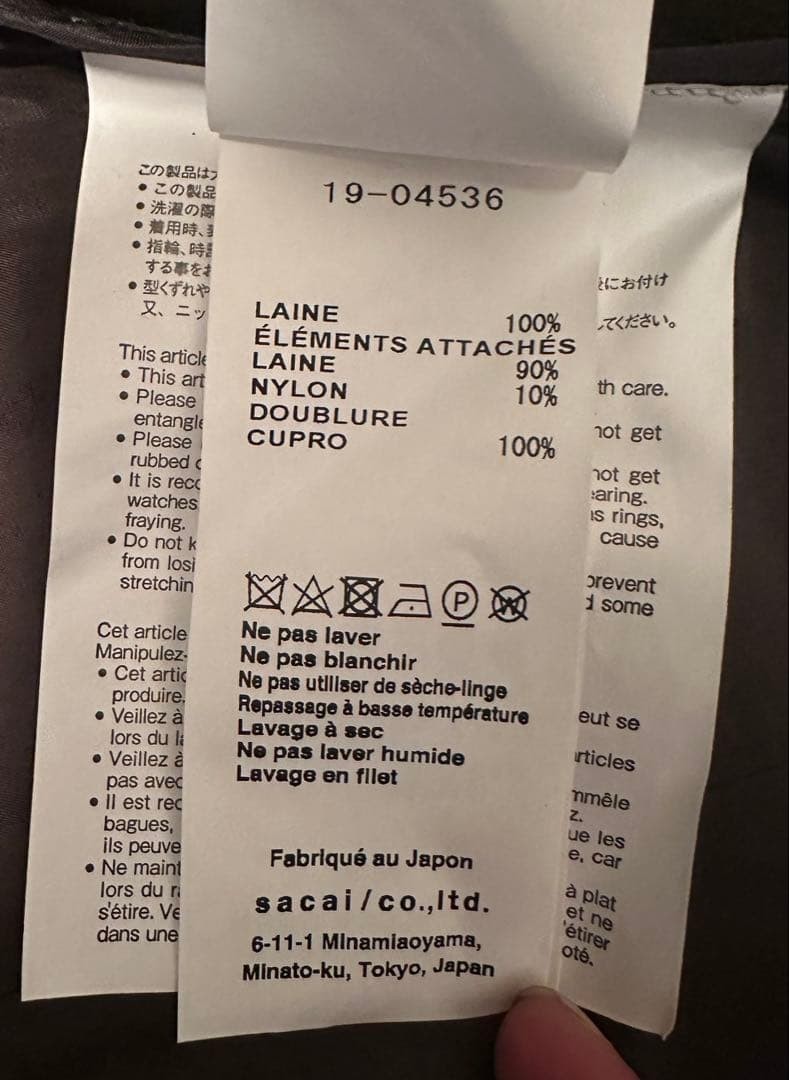 19-04536
LAINE 100%
ÉLÉMENTS ATTACHÉS
LAINE 90%
NYLON 10%
DOUBLURE
CUPRO 100%
P
W
Ne pas laver
Ne pas blanchir
Ne pas utiliser de sèche-linge
Repassage à basse température
Lavage à sec
Ne pas laver humide
Lavage en filet
Fabriqué au Japon
sacai/co.,ltd.
6-11-1 Minamiaoyama,
Minato-ku, Tokyo, Japan
この製品は
• この製品
• 洗濯の際
• 着用時、
• 指輪、時計
する事をお
• 型くずれや
又、ニッ
This article
• This art
• Please
entangle
• Please
rubbed
• It is reco
watches
fraying.
• Do not k
from losi
stretchin
Cet article
Manipulez-
• Cet artic
produire.
• Veillez à
lors du la
• Veillez à
pas avec
• Il est rec
bagues,
ils peuve
• Ne maint
lors du r
s'étire. Ve
dans une
にお付け
てください。
th care.
not get
not get
earing.
as rings,
cause
prevent
d some
eut se
articles
mmêle
z.
ue les
e, car
à plat
et ne
'étirer
oté.